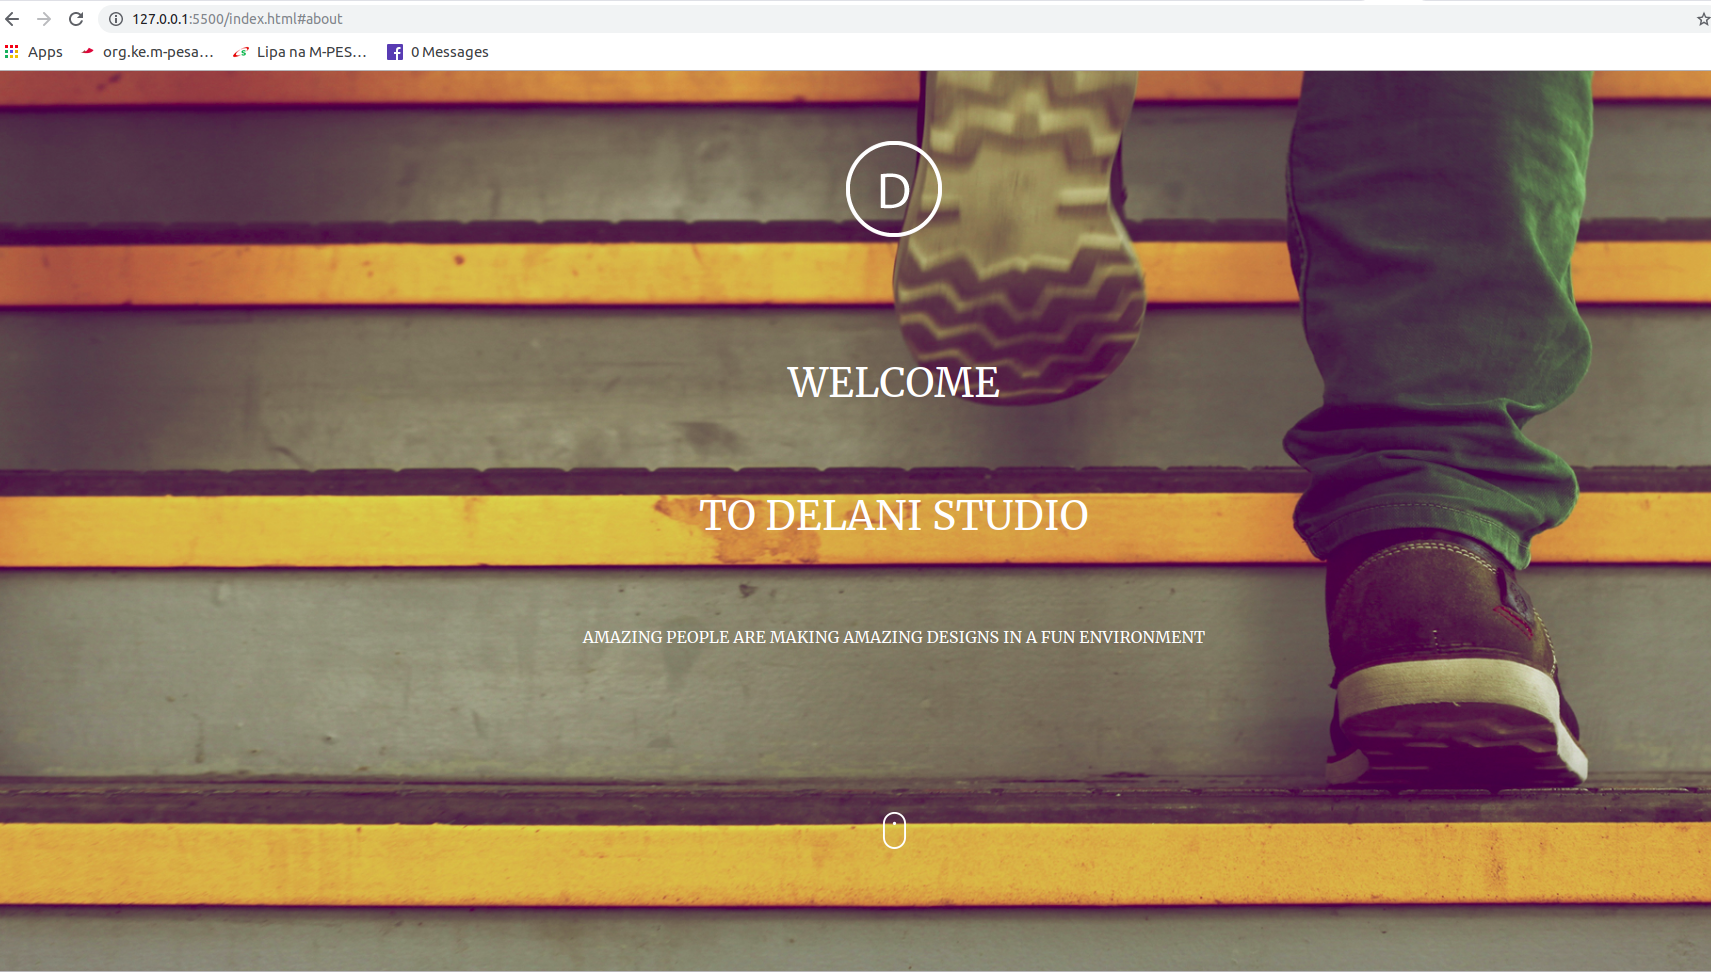 127.0.0.1:5500/index.html#about
Apps org.ke.m-pesa... Lipa na M-PES... 0 Messages
D
WELCOME
TO DELANI STUDIO
AMAZING PEOPLE ARE MAKING AMAZING DESIGNS IN A FUN ENVIRONMENT